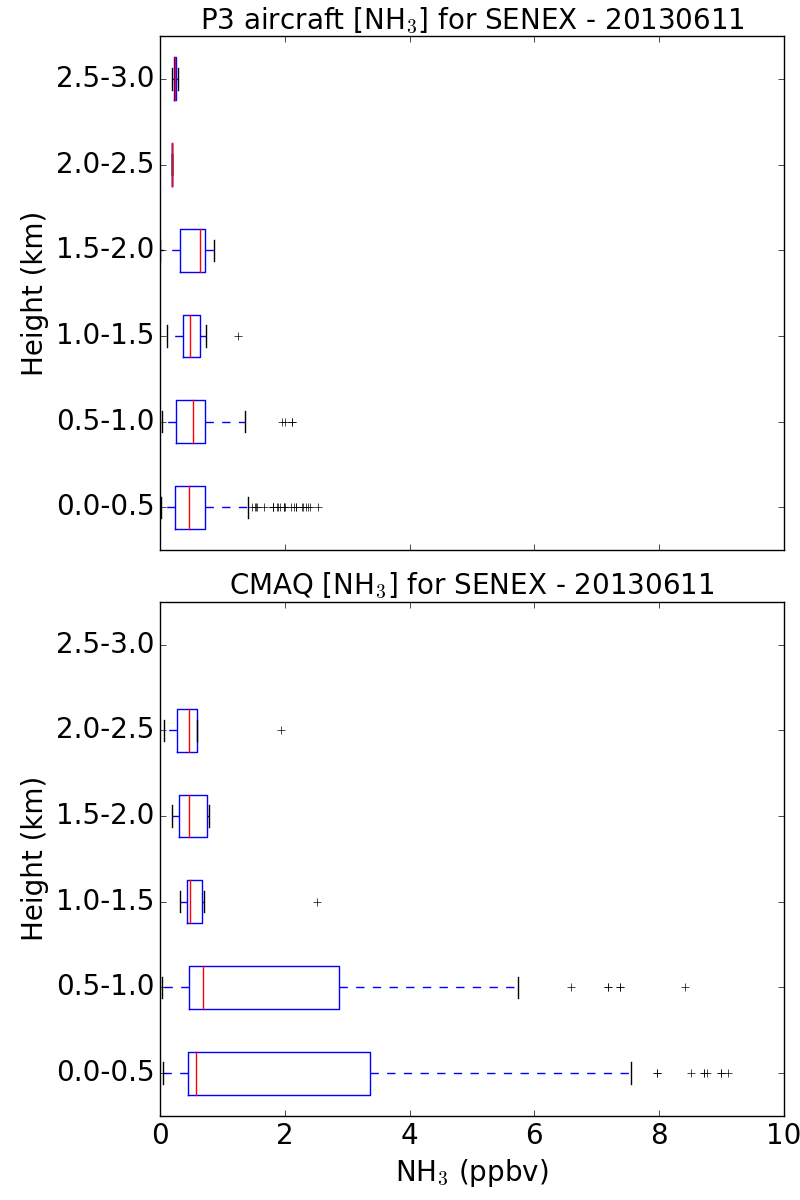 P3 aircraft [NH₃] for SENEX - 20130611
2.5-3.0
2.0-2.5
1.5-2.0
1.0-1.5
0.5-1.0
0.0-0.5
Height (km)
CMAQ [NH₃] for SENEX - 20130611
2.5-3.0
2.0-2.5
1.5-2.0
1.0-1.5
0.5-1.0
0.0-0.5
Height (km)
0 2 4 6 8 10
NH₃ (ppbv)